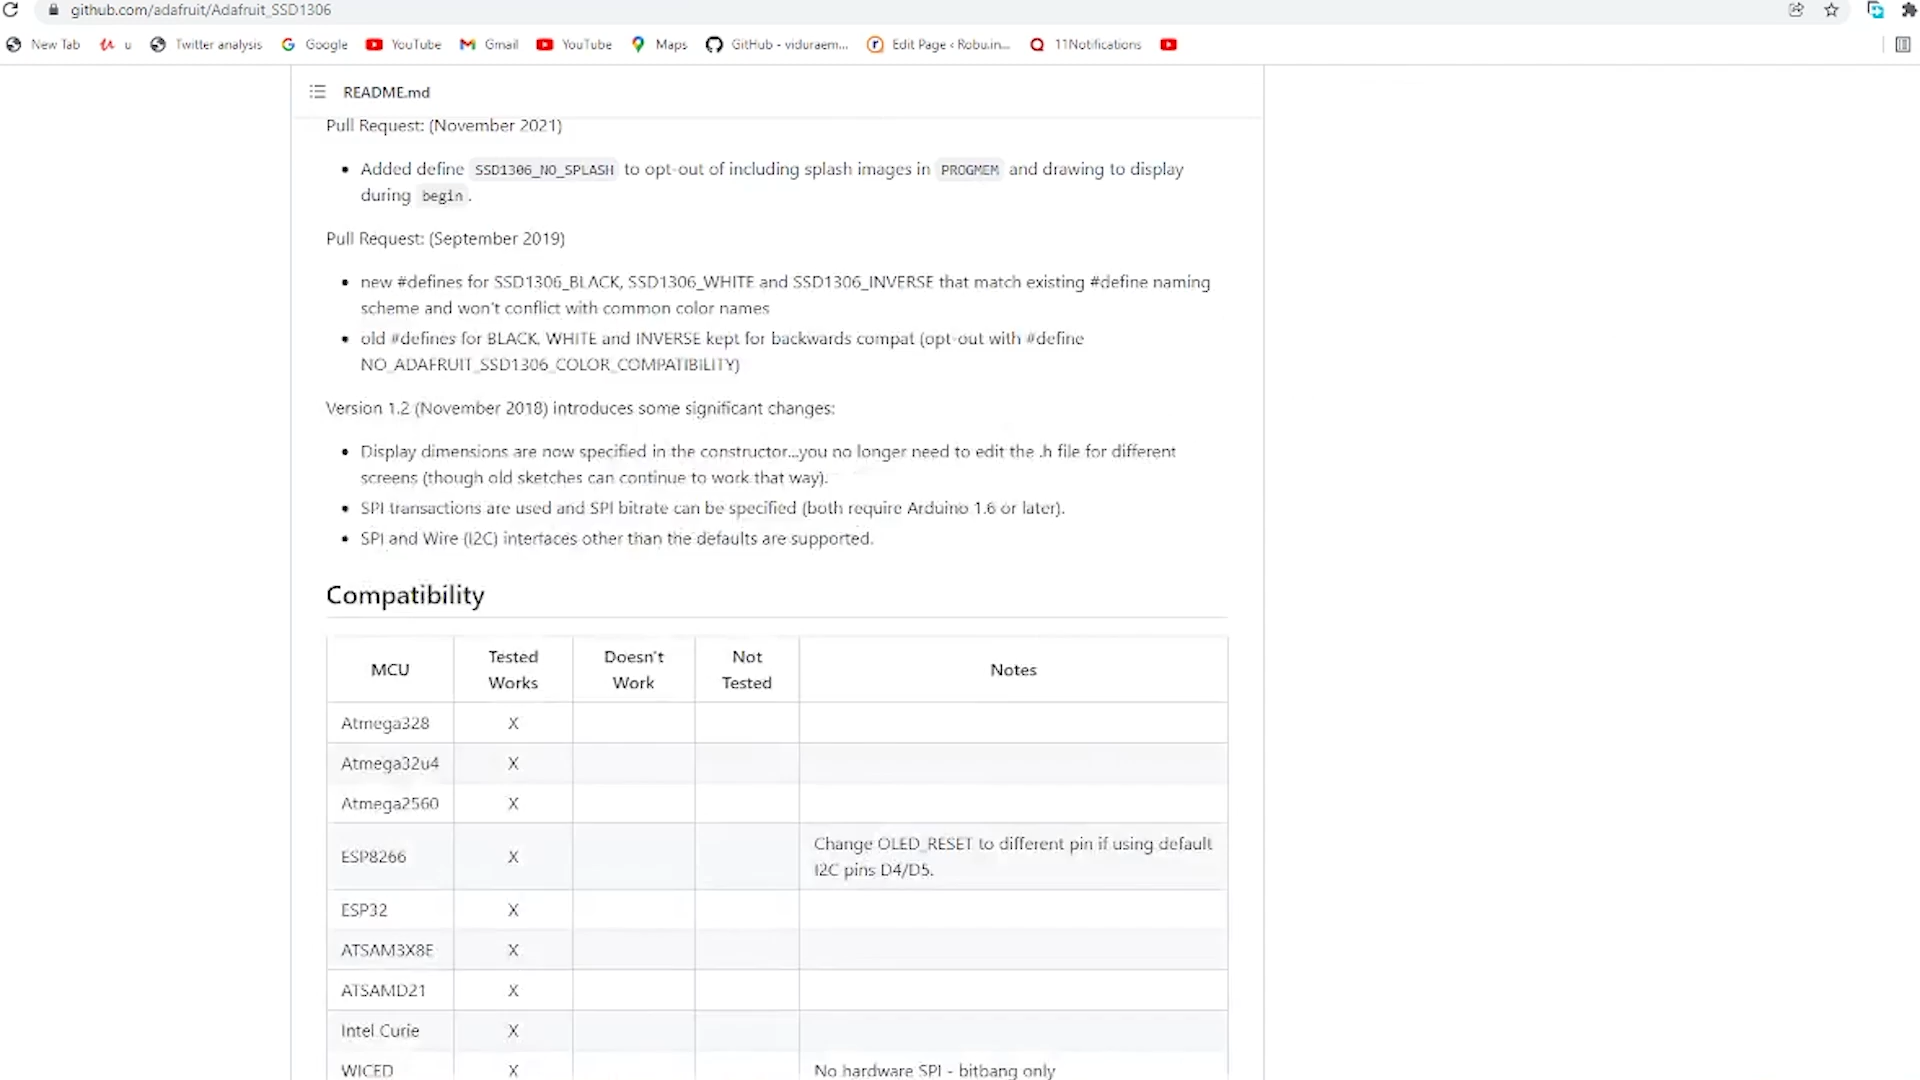 github.com/adafruit/Adafruit_SSD1306
New Tab u Twitter analysis Google YouTube Gmail YouTube Maps GitHub - viduraem... Edit Page ‹ Robu.in... 11Notifications
README.md
Pull Request: (November 2021)
• Added define SSD1306_NO_SPLASH to opt-out of including splash images in PROGMEM and drawing to display
during begin.
Pull Request: (September 2019)
• new #defines for SSD1306_BLACK, SSD1306_WHITE and SSD1306_INVERSE that match existing #define naming
scheme and won't conflict with common color names
• old #defines for BLACK, WHITE and INVERSE kept for backwards compat (opt-out with #define
NO_ADAFRUIT_SSD1306_COLOR_COMPATIBILITY)
Version 1.2 (November 2018) introduces some significant changes:
• Display dimensions are now specified in the constructor...you no longer need to edit the .h file for different
screens (though old sketches can continue to work that way).
• SPI transactions are used and SPI bitrate can be specified (both require Arduino 1.6 or later).
• SPI and Wire (I2C) interfaces other than the defaults are supported.
Compatibility
MCU Tested Works Doesn't Work Not Tested Notes
Atmega328 X
Atmega32u4 X
Atmega2560 X
ESP8266 X Change OLED_RESET to different pin if using default
I2C pins D4/D5.
ESP32 X
ATSAM3X8E X
ATSAMD21 X
Intel Curie X
WICED X No hardware SPI - bitbang only